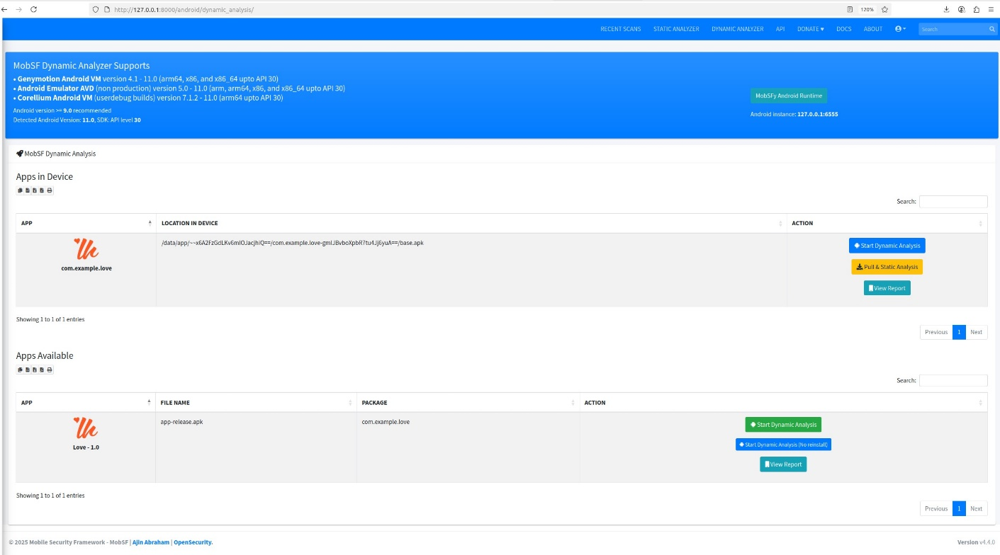 http://127.0.0.1:8000/android/dynamic_analysis/
120%
RECENT SCANS STATIC ANALYZER DYNAMIC ANALYZER API DONATE ♥ DOCS ABOUT Search
MobSF Dynamic Analyzer Supports
• Genymotion Android VM version 4.1 - 11.0 (arm64, x86, and x86_64 upto API 30)
• Android Emulator AVD (non production) version 5.0 - 11.0 (arm, arm64, x86, and x86_64 upto API 30)
• Corellium Android VM (userdebug builds) version 7.1.2 - 11.0 (arm64 upto API 30)
Android version >= 9.0 recommended
Detected Android Version: 11.0, SDK: API level 30
MobSFy Android Runtime
Android instance: 127.0.0.1:6555
MobSF Dynamic Analysis
Apps in Device
Search:
APP LOCATION IN DEVICE ACTION
com.example.love
Start Dynamic Analysis
Pull & Static Analysis
View Report
Showing 1 to 1 of 1 entries
Previous 1 Next
Apps Available
Search:
APP FILE NAME PACKAGE ACTION
Love - 1.0
app-release.apk
com.example.love
Start Dynamic Analysis
Start Dynamic Analysis (No reinstall)
View Report
Showing 1 to 1 of 1 entries
Previous 1 Next
© 2025 Mobile Security Framework - MobSF | Ajin Abraham | OpenSecurity.
Version v4.4.0